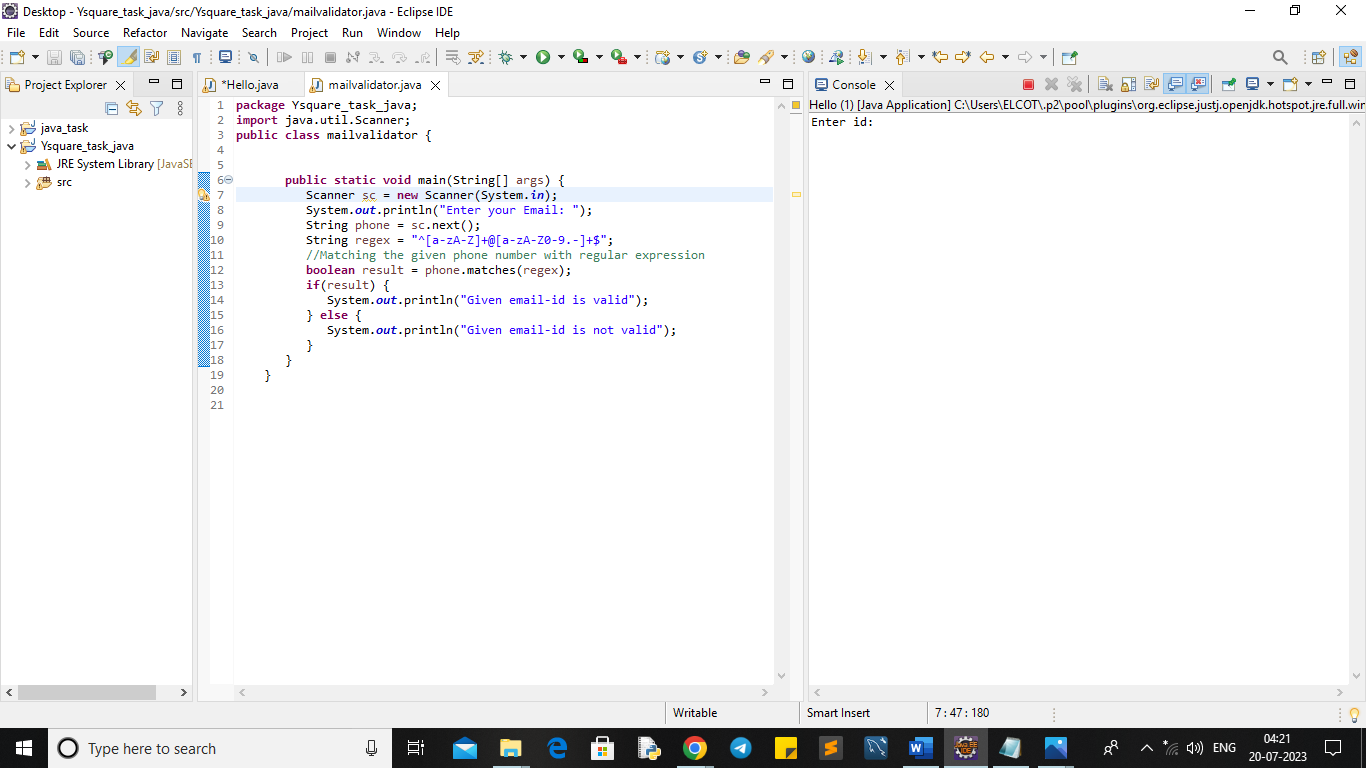 Desktop - Ysquare_task_java/src/Ysquare_task_java/mailvalidator.java - Eclipse IDE
File Edit Source Refactor Navigate Search Project Run Window Help
Project Explorer
java_task
Ysquare_task_java
JRE System Library [JavaSE
src
*Hello.java mailvalidator.java
1 package Ysquare_task_java;
2 import java.util.Scanner;
3 public class mailvalidator {
4
5
6 public static void main(String[] args) {
7 Scanner sc = new Scanner(System.in);
8 System.out.println("Enter your Email: ");
9 String phone = sc.next();
10 String regex = "^[a-zA-Z]+@[a-zA-Z0-9.-]+$";
11 //Matching the given phone number with regular expression
12 boolean result = phone.matches(regex);
13 if(result) {
14 System.out.println("Given email-id is valid");
15 } else {
16 System.out.println("Given email-id is not valid");
17 }
18 }
19 }
20
21
Console
Hello (1) [Java Application] C:\Users\ELCOT\.p2\pool\plugins\org.eclipse.justj.openjdk.hotspot.jre.full.win
Enter id:
Writable Smart Insert 7 : 47 : 180
Type here to search
ENG
04:21
20-07-2023